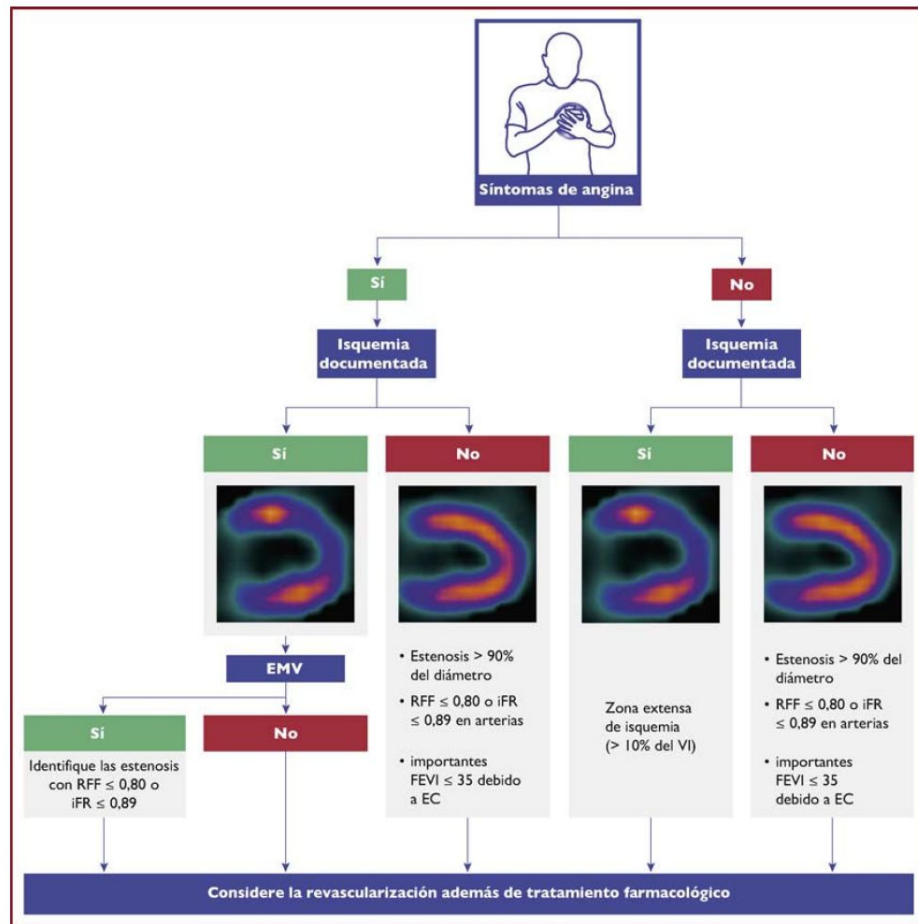 Síntomas de angina
Sí
No
Isquemia
documentada
Isquemia
documentada
Sí
No
Sí
No
EMV
Sí
No
Identifique las estenosis
con RFF ≤ 0,80 o
iFR ≤ 0,89
• Estenosis > 90%
del diámetro
• RFF ≤ 0,80 o iFR
≤ 0,89 en arterias
• importantes
FEVI ≤ 35 debido
a EC
Zona extensa
de isquemia
(> 10% del VI)
• Estenosis > 90% del
diámetro
• RFF ≤ 0,80 o iFR
≤ 0,89 en arterias
• importantes
FEVI ≤ 35
debido a EC
Considere la revascularización además de tratamiento farmacológico